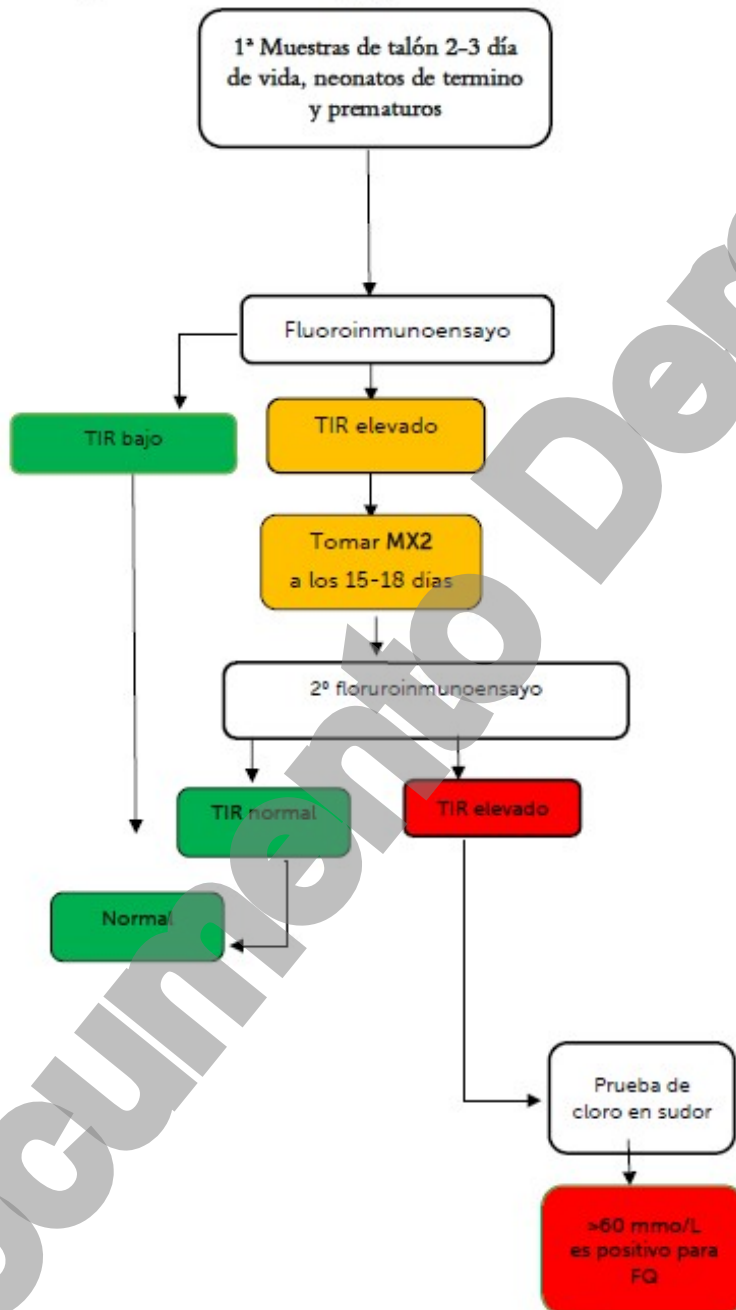 1ª Muestras de talón 2-3 día
de vida, neonatos de termino
y prematuros
Fluoroinmunoensayo
TIR bajo
TIR elevado
Tomar MX2
a los 15-18 días
2º floruroinmunoensayo
TIR normal
TIR elevado
Normal
Prueba de
cloro en sudor
>60 mmo/L
es positivo para
FQ
ocumento De